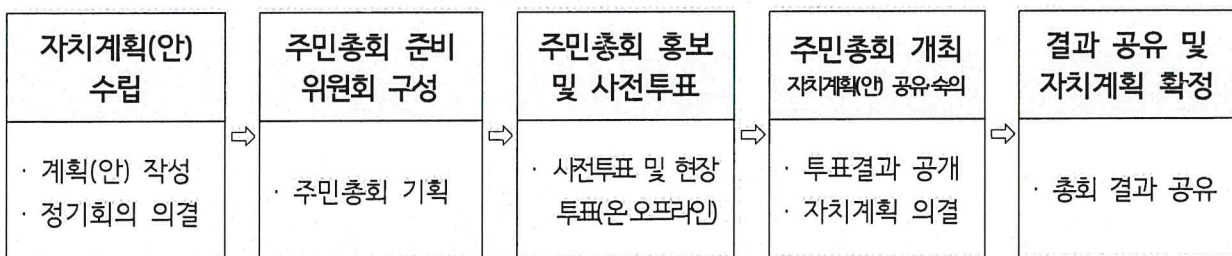 자치계획(안)
수립
· 계획(안) 작성
· 정기회의 의결
⇨
주민총회 준비
위원회 구성
· 주민총회 기획
⇨
주민총회 홍보
및 사전투표
· 사전투표 및 현장
투표(온·오프라인)
⇨
주민총회 개최
자치계획(안) 공유·숙의
· 투표결과 공개
· 자치계획 의결
⇨
결과 공유 및
자치계획 확정
· 총회 결과 공유